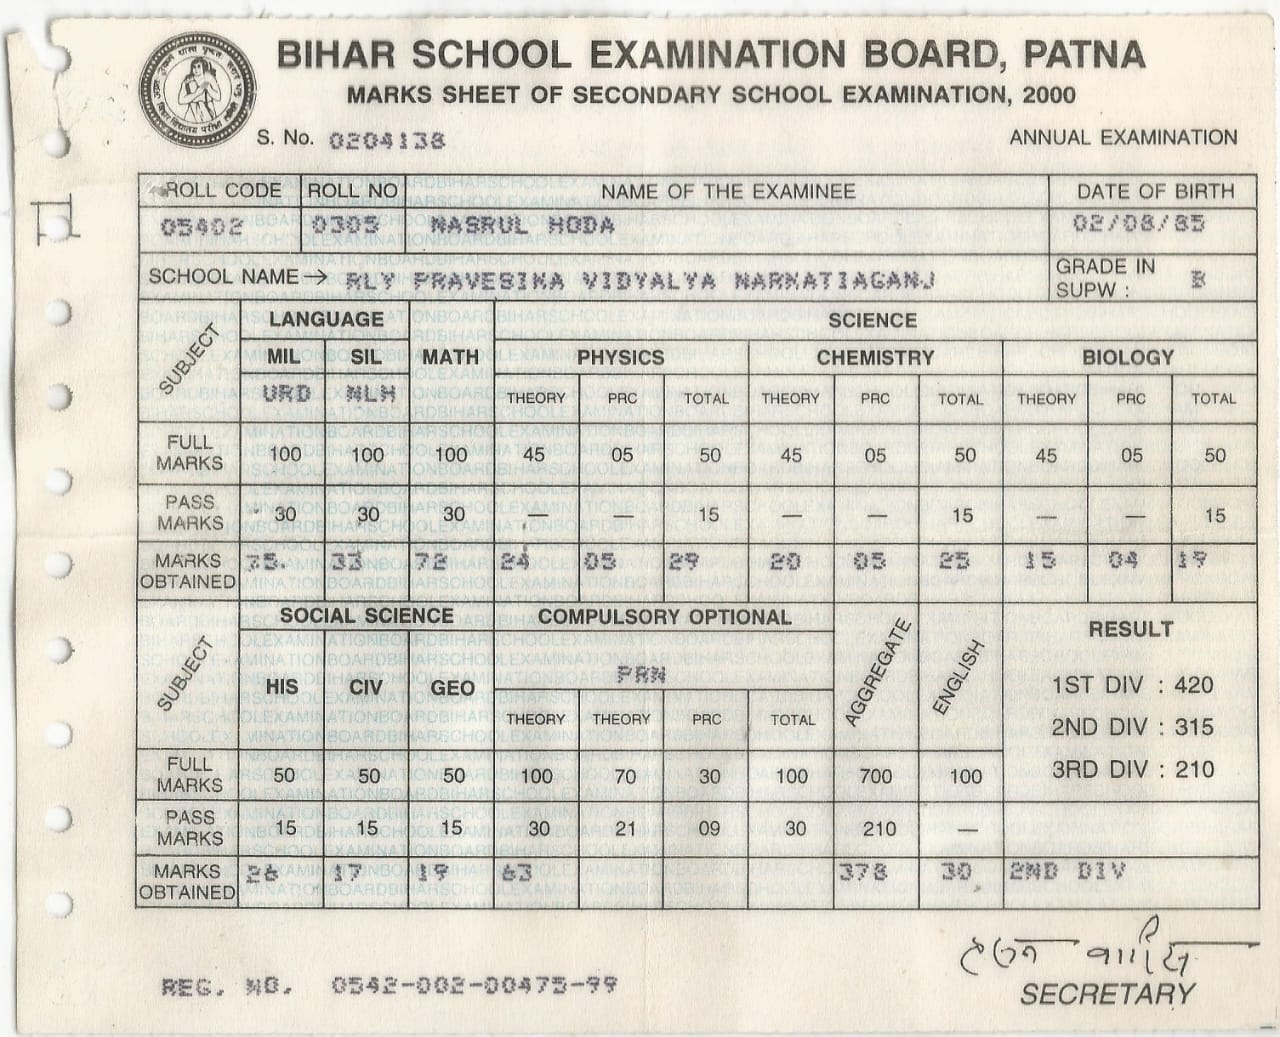 BIHAR SCHOOL EXAMINATION BOARD, PATNA
MARKS SHEET OF SECONDARY SCHOOL EXAMINATION, 2000
S. No. 0204138 ANNUAL EXAMINATION
ROLL CODE ROLL NO NAME OF THE EXAMINEE DATE OF BIRTH
05402 0305 NASRUL HODA 02/08/85
SCHOOL NAME → RLY PRAVESIKA VIDYALYA NARKATIAGANJ GRADE IN SUPW : B
SUBJECT LANGUAGE SCIENCE
MIL SIL MATH PHYSICS CHEMISTRY BIOLOGY
URD NLH THEORY PRC TOTAL THEORY PRC TOTAL THEORY PRC TOTAL
FULL MARKS 100 100 100 45 05 50 45 05 50 45 05 50
PASS MARKS 30 30 30 15 15 — — 15
MARKS OBTAINED 75. 33 72 24 05 29 20 05 25 15 04 19
SUBJECT SOCIAL SCIENCE COMPULSORY OPTIONAL AGGREGATE ENGLISH RESULT
HIS CIV GEO PRN 1ST DIV : 420
THEORY THEORY PRC TOTAL 2ND DIV : 315
3RD DIV : 210
FULL MARKS 50 50 50 100 70 30 100 700 100
PASS MARKS 15 15 15 30 21 09 30 210 —
MARKS OBTAINED 26 17 19 63 378 30 2ND DIV
REG. NO. 0542-002-00475-99
SECRETARY